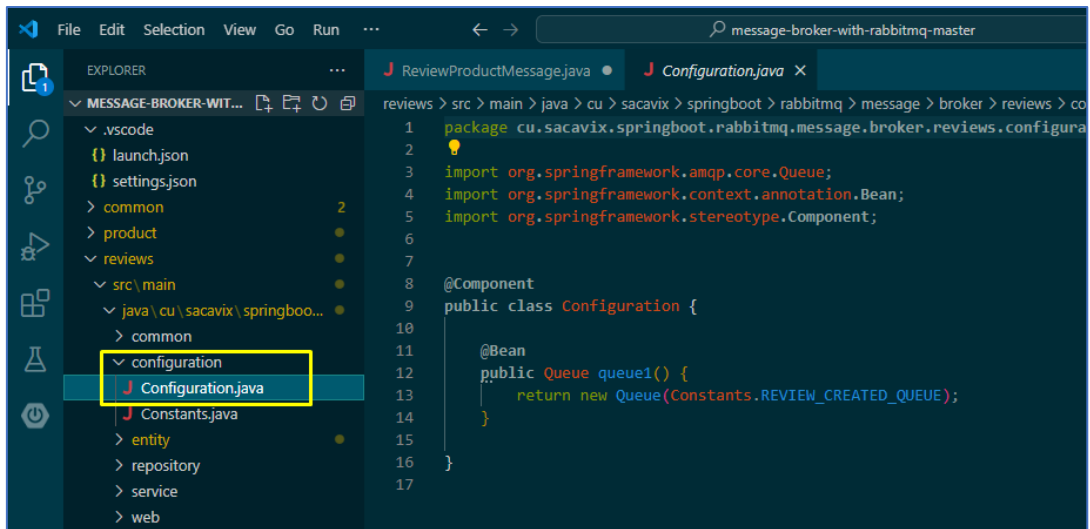 File Edit Selection View Go Run ···
message-broker-with-rabbitmq-master
EXPLORER ···
MESSAGE-BROKER-WIT...
.vscode
{} launch.json
{} settings.json
common 2
product
reviews
src\main
java\cu\sacavix\springboo...
common
configuration
J Configuration.java
J Constants.java
entity
repository
service
web
1
J ReviewProductMessage.java
J Configuration.java
reviews > src > main > java > cu > sacavix > springboot > rabbitmq > message > broker > reviews > co
1 package cu.sacavix.springboot.rabbitmq.message.broker.reviews.configura
2
3 import org.springframework.amqp.core.Queue;
4 import org.springframework.context.annotation.Bean;
5 import org.springframework.stereotype.Component;
6
7
8 @Component
9 public class Configuration {
10
11 @Bean
12 public Queue queue1() {
13 return new Queue(Constants.REVIEW_CREATED_QUEUE);
14 }
15
16 }
17